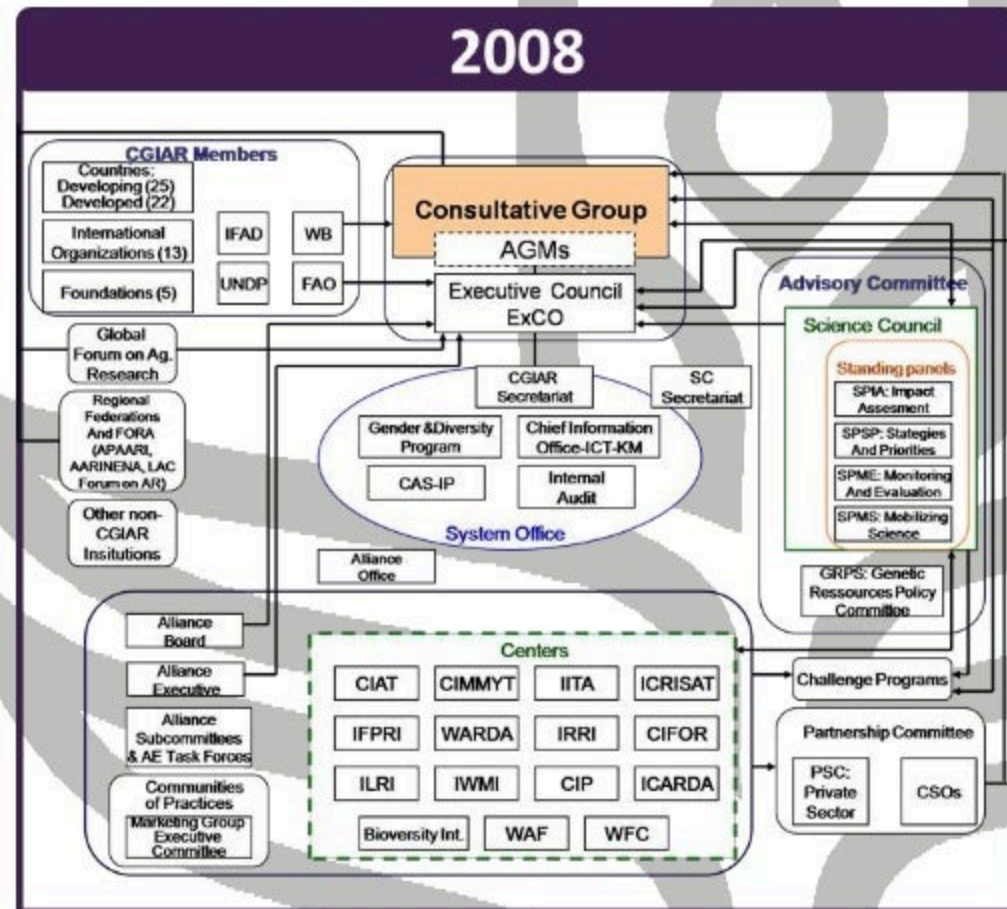 2008
CGIAR Members
Countries:
Developing (25)
Developed (22)
International
Organizations (13)
Foundations (5)
IFAD
WB
UNDP
FAO
Consultative Group
AGMs
Executive Council
ExCO
Advisory Committee
Science Council
Standing panels
SPIA: Impact
Assesment
SPSP: Stategies
And Priorities
SPME: Monitoring
And Evaluation
SPMS: Mobilizing
Science
GRPS: Genetic
Ressources Policy
Committee
Global
Forum on Ag.
Research
Regional
Federations
And FORA
(APAARI,
AARINENA, LAC
Forum on AR)
Other non-
CGIAR
Insitutions
CGIAR
Secretariat
SC
Secretariat
Gender &Diversity
Program
Chief Information
Office-ICT-KM
CAS-IP
Internal
Audit
System Office
Alliance
Office
Alliance
Board
Alliance
Executive
Alliance
Subcommittees
& AE Task Forces
Communities
of Practices
Marketing Group
Executive
Committee
Centers
CIAT
CIMMYT
IITA
ICRISAT
IFPRI
WARDA
IRRI
CIFOR
ILRI
IWMI
CIP
ICARDA
Bioversity Int.
WAF
WFC
Challenge Programs
Partnership Committee
PSC:
Private
Sector
CSOs